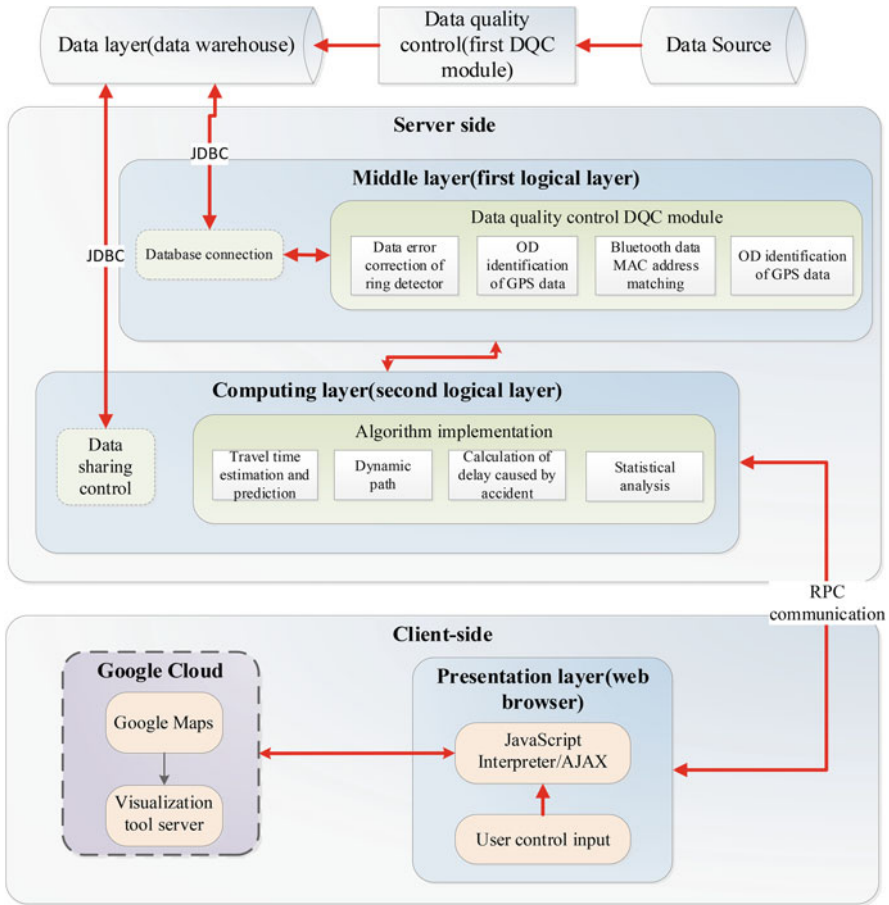 Data layer(data warehouse)
Data quality
control(first DQC
module)
Data Source
Server side
JDBC
Middle layer(first logical layer)
Data quality control DQC module
JDBC
Database connection
Data error
correction of
ring detector
OD
identification
of GPS data
Bluetooth data
MAC address
matching
OD identification
of GPS data
Computing layer(second logical layer)
Data
sharing
control
Algorithm implementation
Travel time
estimation and
prediction
Dynamic
path
Calculation of
delay caused by
accident
Statistical
analysis
RPC
communication
Client-side
Google Cloud
Google Maps
Visualization
tool server
Presentation layer(web
browser)
JavaScript
Interpreter/AJAX
User control input